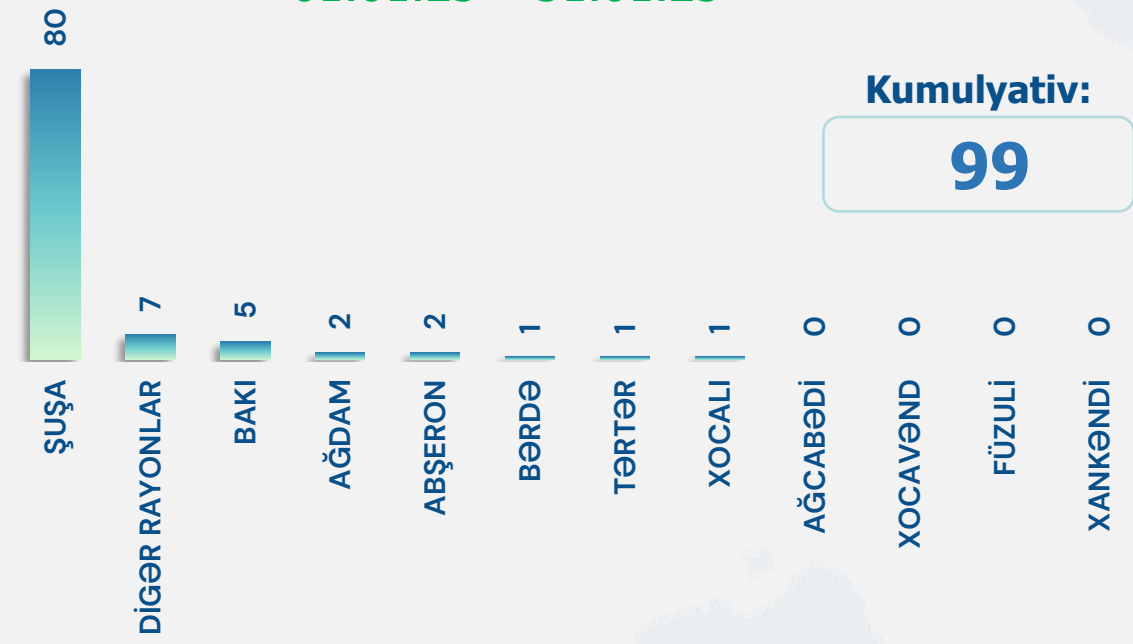 Kumulyativ:
99
80
7
5
2
2
1
1
1
0
0
0
0
ŞUŞA
DİGƏR RAYONLAR
BAKI
AĞDAM
ABŞERON
BƏRDƏ
TƏRTƏR
XOCALI
AĞCABƏDİ
XOCAVƏND
FÜZULİ
XANKƏNDİ